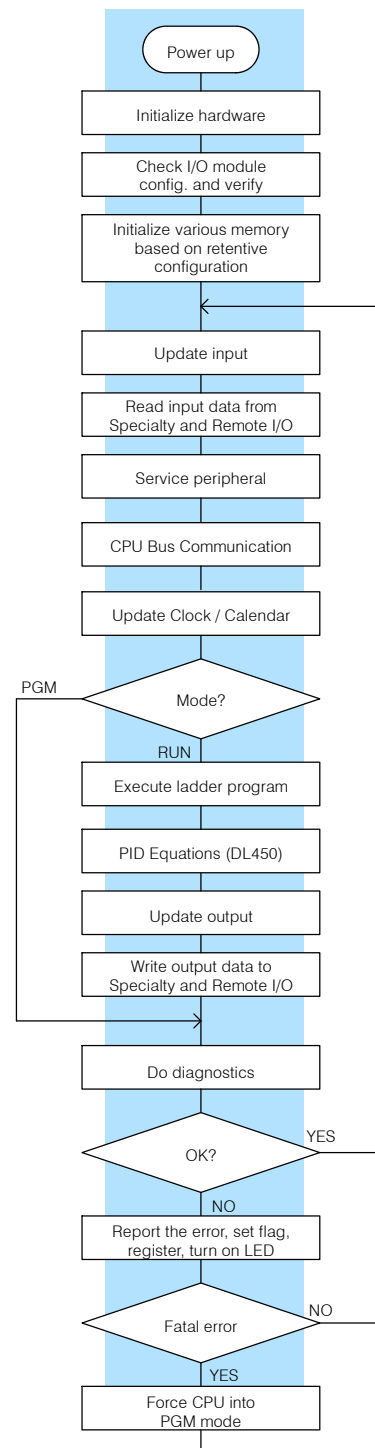 Power up
Initialize hardware
Check I/O module
config. and verify
Initialize various memory
based on retentive
configuration
Update input
Read input data from
Specialty and Remote I/O
Service peripheral
CPU Bus Communication
Update Clock / Calendar
PGM
Mode?
RUN
Execute ladder program
PID Equations (DL450)
Update output
Write output data to
Specialty and Remote I/O
Do diagnostics
YES
OK?
NO
Report the error, set flag,
register, turn on LED
NO
Fatal error
YES
Force CPU into
PGM mode